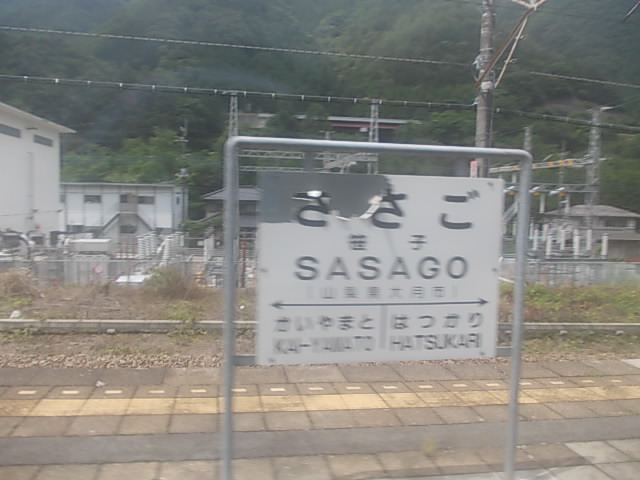 ささご
笹子
SASAGO
(山梨県大月市)
かいやまと はつかり
KAI-YAMATO HATSUKARI